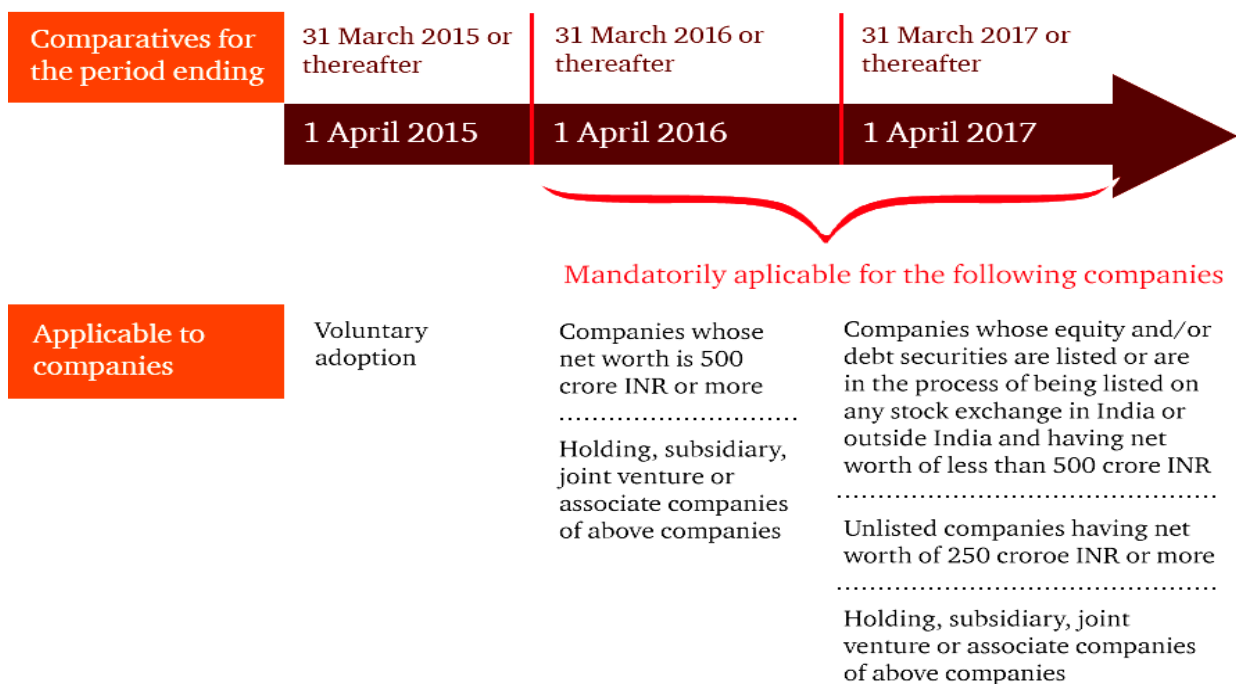 Comparatives for
the period ending
31 March 2015 or
thereafter
31 March 2016 or
thereafter
31 March 2017 or
thereafter
1 April 2015
1 April 2016
1 April 2017
Mandatorily aplicable for the following companies
Applicable to
companies
Voluntary
adoption
Companies whose
net worth is 500
crore INR or more
Holding, subsidiary,
joint venture or
associate companies
of above companies
Companies whose equity and/or
debt securities are listed or are
in the process of being listed on
any stock exchange in India or
outside India and having net
worth of less than 500 crore INR
Unlisted companies having net
worth of 250 croroe INR or more
Holding, subsidiary, joint
venture or associate companies
of above companies